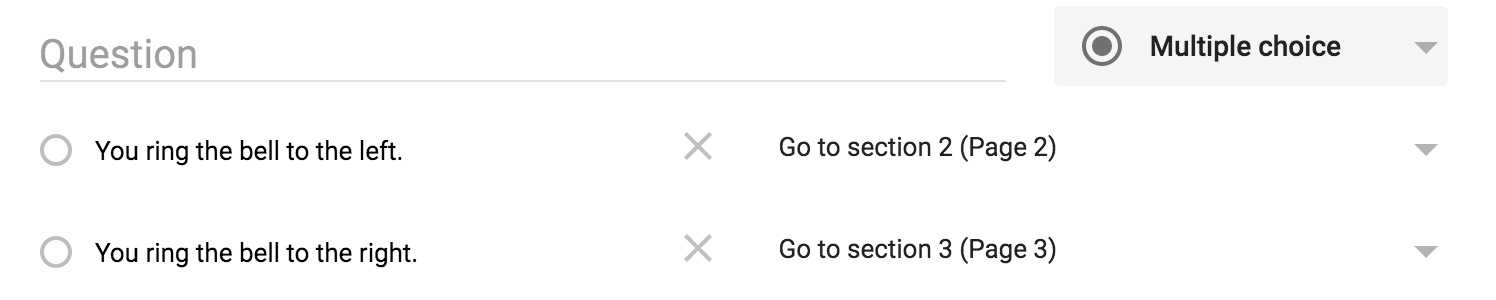 Question
Multiple choice
You ring the bell to the left.
Go to section 2 (Page 2)
You ring the bell to the right.
Go to section 3 (Page 3)